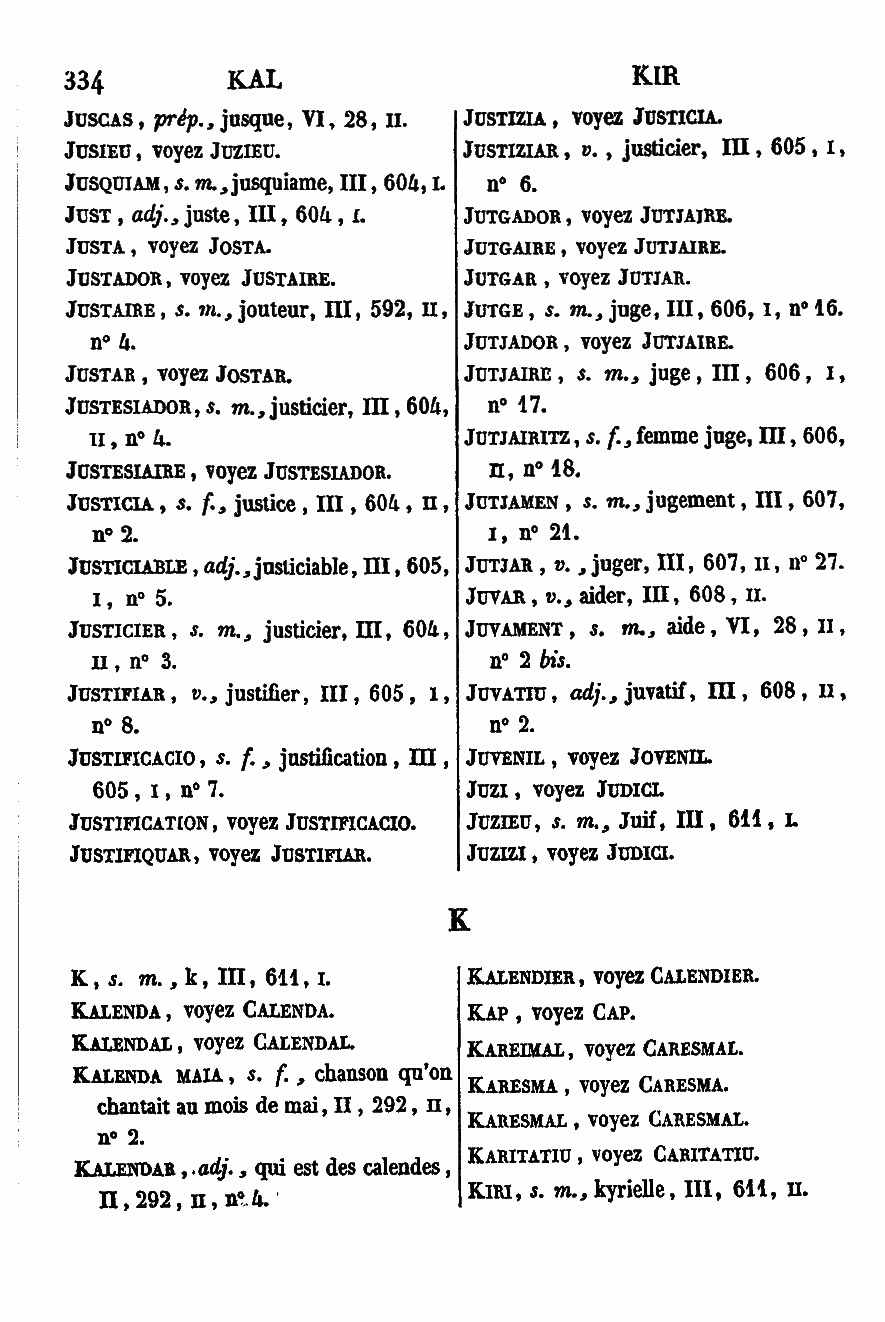 334 KAL KIR
JUSCAS, prép., jusque, VI, 28, II.
JUSIEU, voyez JUZIEU.
JUSQUIAM, s. m., jusquiame, III, 604, I.
JUST, adj., juste, III, 604, I.
JUSTA, voyez JOSTA.
JUSTADOR, voyez JUSTAIRE.
JUSTAIRE, s. m., jouteur, III, 592, II,
n° 4.
JUSTAR, voyez JOSTAR.
JUSTESIADOR, s. m., justicier, III, 604,
II, n° 4.
JUSTESIAIRE, voyez JUSTESIADOR.
JUSTICIA, s. f., justice, III, 604, II,
n° 2.
JUSTICIABLE, adj., justiciable, III, 605,
I, n° 5.
JUSTICIER, s. m., justicier, III, 604,
II, n° 3.
JUSTIFIAR, v., justifier, III, 605, I,
n° 8.
JUSTIFICACIO, s. f., justification, III,
605, I, n° 7.
JUSTIFICATION, voyez JUSTIFICACIO.
JUSTIFIQUAR, voyez JUSTIFIAR.
JUSTIZIA, voyez JUSTICIA.
JUSTIZIAR, v., justicier, III, 605, I,
n° 6.
JUTGADOR, voyez JUTJAIRE.
JUTGAIRE, voyez JUTJAIRE.
JUTGAR, voyez JUTJAR.
JUTGE, s. m., juge, III, 606, I, n° 16.
JUTJADOR, voyez JUTJAIRE.
JUTJAIRE, s. m., juge, III, 606, I,
n° 17.
JUTJAIRITZ, s. f., femme juge, III, 606,
II, n° 18.
JUTJAMEN, s. m., jugement, III, 607,
I, n° 21.
JUTJAR, v., juger, III, 607, II, n° 27.
JUVAR, v., aider, III, 608, II.
JUVAMENT, s. m., aide, VI, 28, II,
n° 2 bis.
JUVATIU, adj., juvatif, III, 608, II,
n° 2.
JUVENIL, voyez JOVENIL.
JUZI, voyez JUDICI.
JUZIEU, s. m., Juif, III, 611, I.
JUZIZI, voyez JUDICI.
K
K, s. m., k, III, 611, I.
KALENDA, voyez CALENDA.
KALENDAL, voyez CALENDAL.
KALENDA MAIA, s. f., chanson qu'on
chantait au mois de mai, II, 292, II,
n° 2.
KALENDAR, adj., qui est des calendes,
II, 292, II, n° 4.
KALENDIER, voyez CALENDIER.
KAP, voyez CAP.
KAREIMAL, voyez CARESMAL.
KARESMA, voyez CARESMA.
KARESMAL, voyez CARESMAL.
KARITATIU, voyez CARITATIU.
KIRI, s. m., kyrielle, III, 611, II.